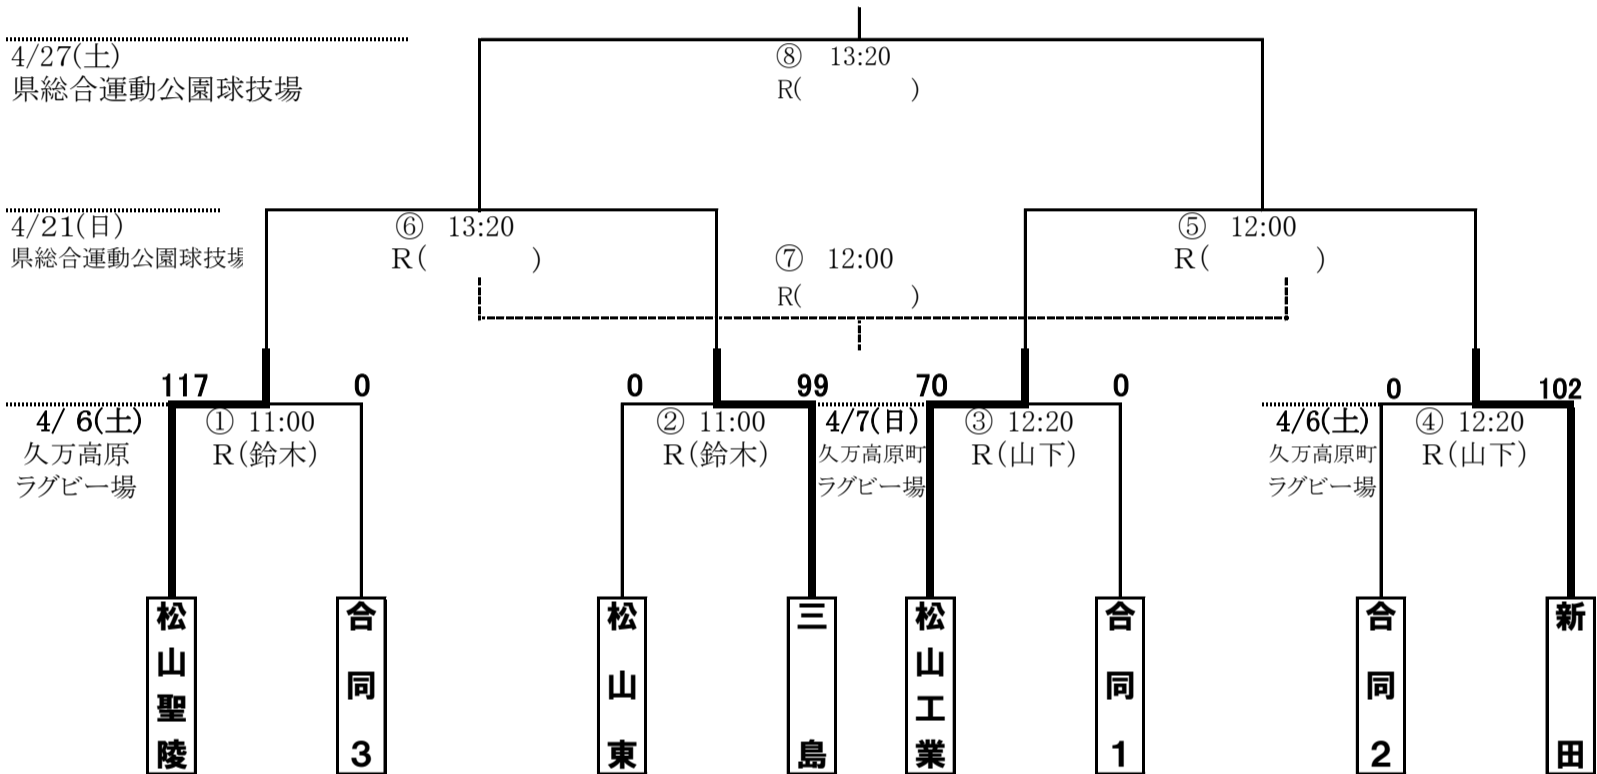 4/27(土)
県総合運動公園球技場
⑧ 13:20
R( )
4/21(日)
県総合運動公園球技場
⑥ 13:20
R( )
⑦ 12:00
R( )
⑤ 12:00
R( )
117
0
0
99
70
0
0
102
4/ 6(土)
久万高原
ラグビー場
① 11:00
R(鈴木)
② 11:00
R(鈴木)
4/7(日)
久万高原町
ラグビー場
③ 12:20
R(山下)
4/6(土)
久万高原町
ラグビー場
④ 12:20
R(山下)
松山聖陵
合同3
松山東
三島
松山工業
合同1
合同2
新田